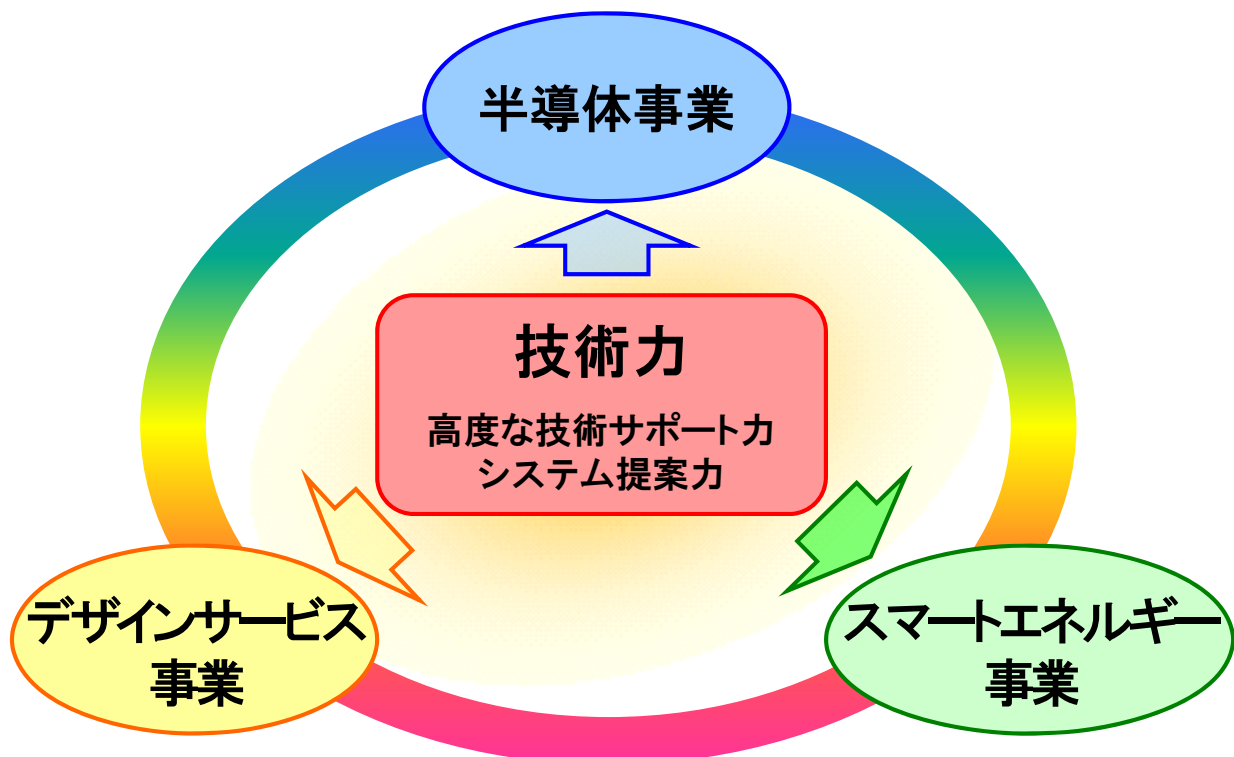 半導体事業
技術力
高度な技術サポート力
システム提案力
デザインサービス
事業
スマートエネルギー
事業